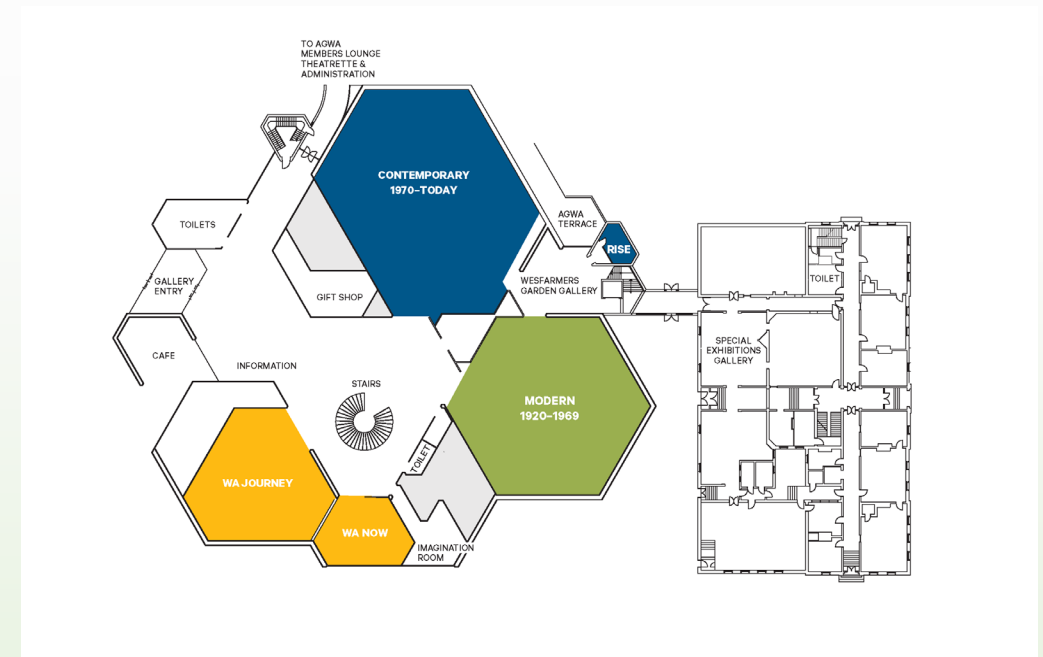 TO AGWA
MEMBERS LOUNGE
THEATRETTE &
ADMINISTRATION
CONTEMPORARY
1970–TODAY
TOILETS
AGWA
TERRACE
RISE
GALLERY
ENTRY
GIFT SHOP
WESFARMERS
GARDEN GALLERY
TOILET
CAFE
INFORMATION
STAIRS
SPECIAL
EXHIBITIONS
GALLERY
MODERN
1920–1969
TOILET
WA JOURNEY
WA NOW
IMAGINATION
ROOM